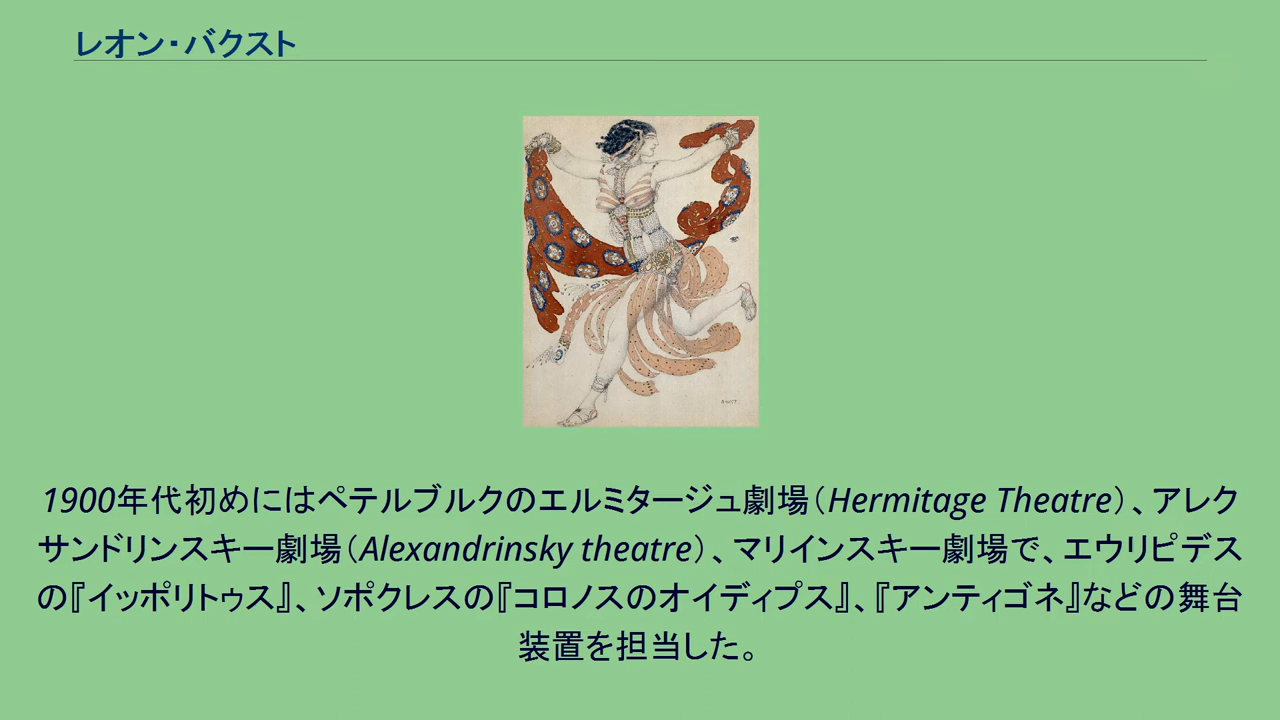 レオン・バクスト
BAKST
1900年代初めにはペテルブルクのエルミタージュ劇場（Hermitage Theatre）、アレク
サンドリンスキー劇場（Alexandrinsky theatre）、マリインスキー劇場で、エウリピデス
の『イッポリトゥス』、ソポクレスの『コロノスのオイディプス』、『アンティゴネ』などの舞台
装置を担当した。